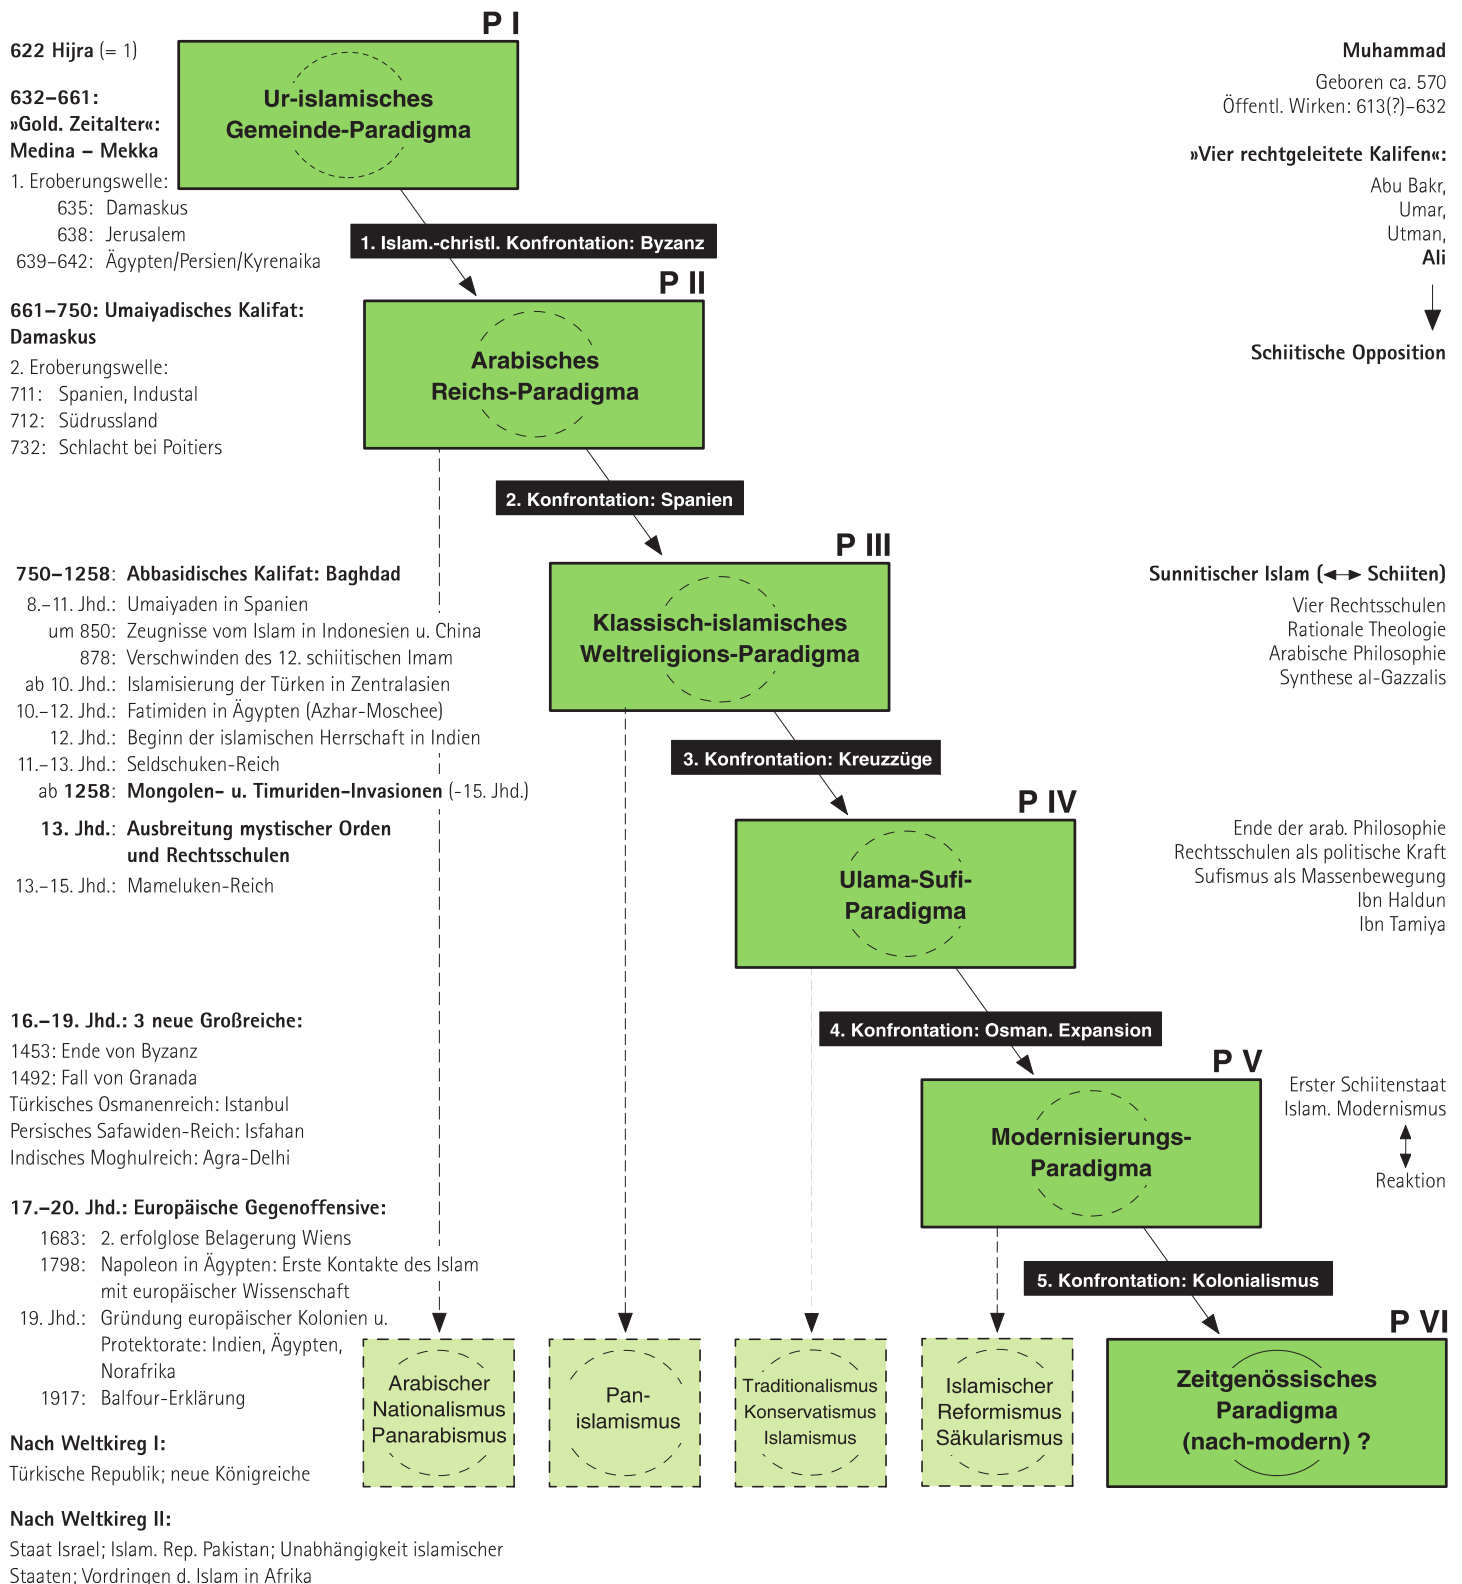 P I
622 Hijra (= 1)
632–661:
»Gold. Zeitalter«:
Medina – Mekka
1. Eroberungswelle:
635: Damaskus
638: Jerusalem
639–642: Ägypten/Persien/Kyrenaika
Ur-islamisches
Gemeinde-Paradigma
Muhammad
Geboren ca. 570
Öffentl. Wirken: 613(?)–632
»Vier rechtgeleitete Kalifen«:
Abu Bakr,
Umar,
Utman,
Ali
Schiitische Opposition
1. Islam.-christl. Konfrontation: Byzanz
P II
661–750: Umaiyadisches Kalifat:
Damaskus
2. Eroberungswelle:
711: Spanien, Industal
712: Südrussland
732: Schlacht bei Poitiers
Arabisches
Reichs-Paradigma
2. Konfrontation: Spanien
P III
750–1258: Abbasidisches Kalifat: Baghdad
8.–11. Jhd.: Umaiyaden in Spanien
um 850: Zeugnisse vom Islam in Indonesien u. China
878: Verschwinden des 12. schiitischen Imam
ab 10. Jhd.: Islamisierung der Türken in Zentralasien
10.–12. Jhd.: Fatimiden in Ägypten (Azhar-Moschee)
12. Jhd.: Beginn der islamischen Herrschaft in Indien
11.–13. Jhd.: Seldschuken-Reich
ab 1258: Mongolen- u. Timuriden-Invasionen (-15. Jhd.)
Klassisch-islamisches
Weltreligions-Paradigma
Sunnitischer Islam (↔ Schiiten)
Vier Rechtsschulen
Rationale Theologie
Arabische Philosophie
Synthese al-Gazzalis
3. Konfrontation: Kreuzzüge
P IV
13. Jhd.: Ausbreitung mystischer Orden
und Rechtsschulen
13.–15. Jhd.: Mameluken-Reich
Ulama-Sufi-
Paradigma
Ende der arab. Philosophie
Rechtsschulen als politische Kraft
Sufismus als Massenbewegung
Ibn Haldun
Ibn Tamiya
4. Konfrontation: Osman. Expansion
P V
16.–19. Jhd.: 3 neue Großreiche:
1453: Ende von Byzanz
1492: Fall von Granada
Türkisches Osmanenreich: Istanbul
Persisches Safawiden-Reich: Isfahan
Indisches Moghulreich: Agra-Delhi
Modernisierungs-
Paradigma
Erster Schiitenstaat
Islam. Modernismus
Reaktion
17.–20. Jhd.: Europäische Gegenoffensive:
1683: 2. erfolglose Belagerung Wiens
1798: Napoleon in Ägypten: Erste Kontakte des Islam
mit europäischer Wissenschaft
19. Jhd.: Gründung europäischer Kolonien u.
Protektorate: Indien, Ägypten,
Norafrika
1917: Balfour-Erklärung
5. Konfrontation: Kolonialismus
P VI
Arabischer
Nationalismus
Panarabismus
Pan-
islamismus
Traditionalismus
Konservatismus
Islamismus
Islamischer
Reformismus
Säkularismus
Zeitgenössisches
Paradigma
(nach-modern) ?
Nach Weltkireg I:
Türkische Republik; neue Königreiche
Nach Weltkireg II:
Staat Israel; Islam. Rep. Pakistan; Unabhängigkeit islamischer
Staaten; Vordringen d. Islam in Afrika